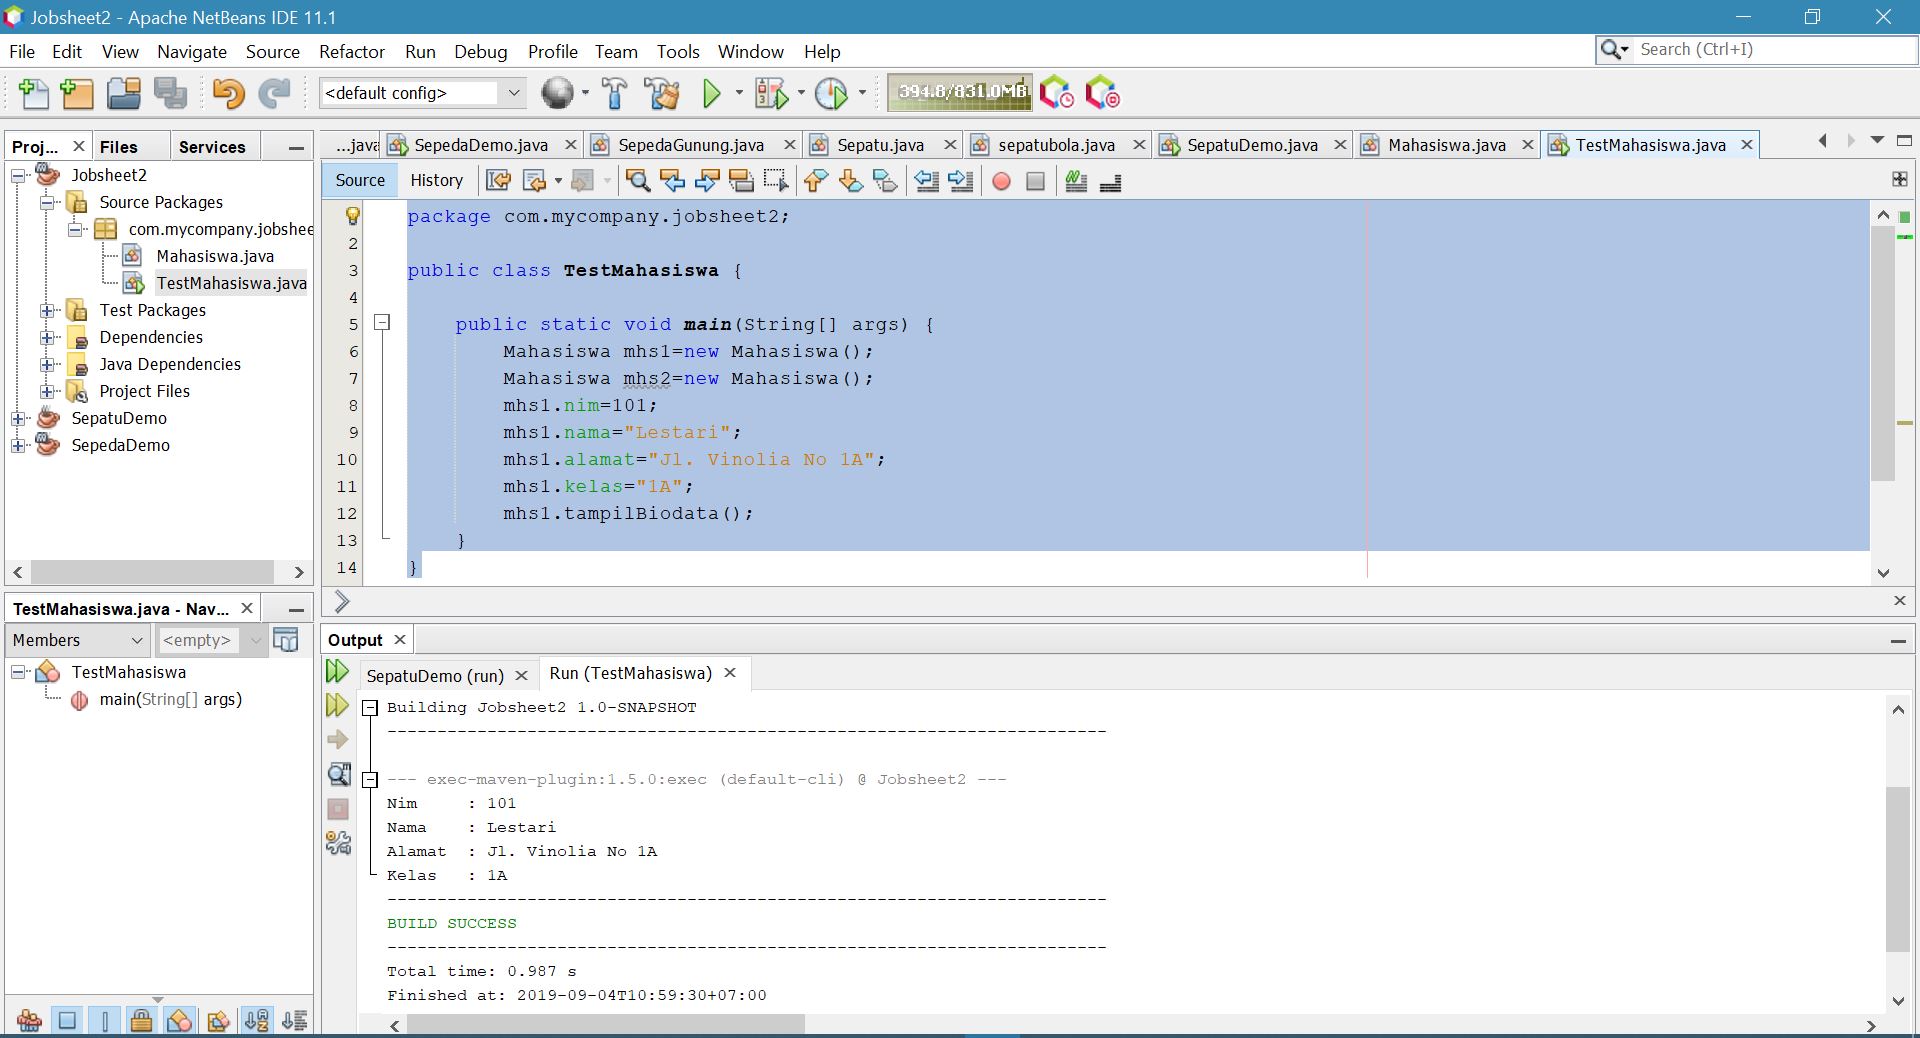 Jobsheet2 - Apache NetBeans IDE 11.1
File Edit View Navigate Source Refactor Run Debug Profile Team Tools Window Help
Search (Ctrl+I)
<default config>
394.8/831.0MB
Proj... Files Services
Jobsheet2
Source Packages
com.mycompany.jobshee
Mahasiswa.java
TestMahasiswa.java
Test Packages
Dependencies
Java Dependencies
Project Files
SepatuDemo
SepedaDemo
...java SepedaDemo.java SepedaGunung.java Sepatu.java sepatubola.java SepatuDemo.java Mahasiswa.java TestMahasiswa.java
Source History
package com.mycompany.jobsheet2;
2
3 public class TestMahasiswa {
4
5 public static void main(String[] args) {
6 Mahasiswa mhs1=new Mahasiswa();
7 Mahasiswa mhs2=new Mahasiswa();
8 mhs1.nim=101;
9 mhs1.nama="Lestari";
10 mhs1.alamat="Jl. Vinolia No 1A";
11 mhs1.kelas="1A";
12 mhs1.tampilBiodata();
13 }
14 }
TestMahasiswa.java - Nav...
Members <empty>
TestMahasiswa
main(String[] args)
Output
SepatuDemo (run) Run (TestMahasiswa)
Building Jobsheet2 1.0-SNAPSHOT
------------------------------------------------------------------------
--- exec-maven-plugin:1.5.0:exec (default-cli) @ Jobsheet2 ---
Nim : 101
Nama : Lestari
Alamat : Jl. Vinolia No 1A
Kelas : 1A
------------------------------------------------------------------------
BUILD SUCCESS
------------------------------------------------------------------------
Total time: 0.987 s
Finished at: 2019-09-04T10:59:30+07:00